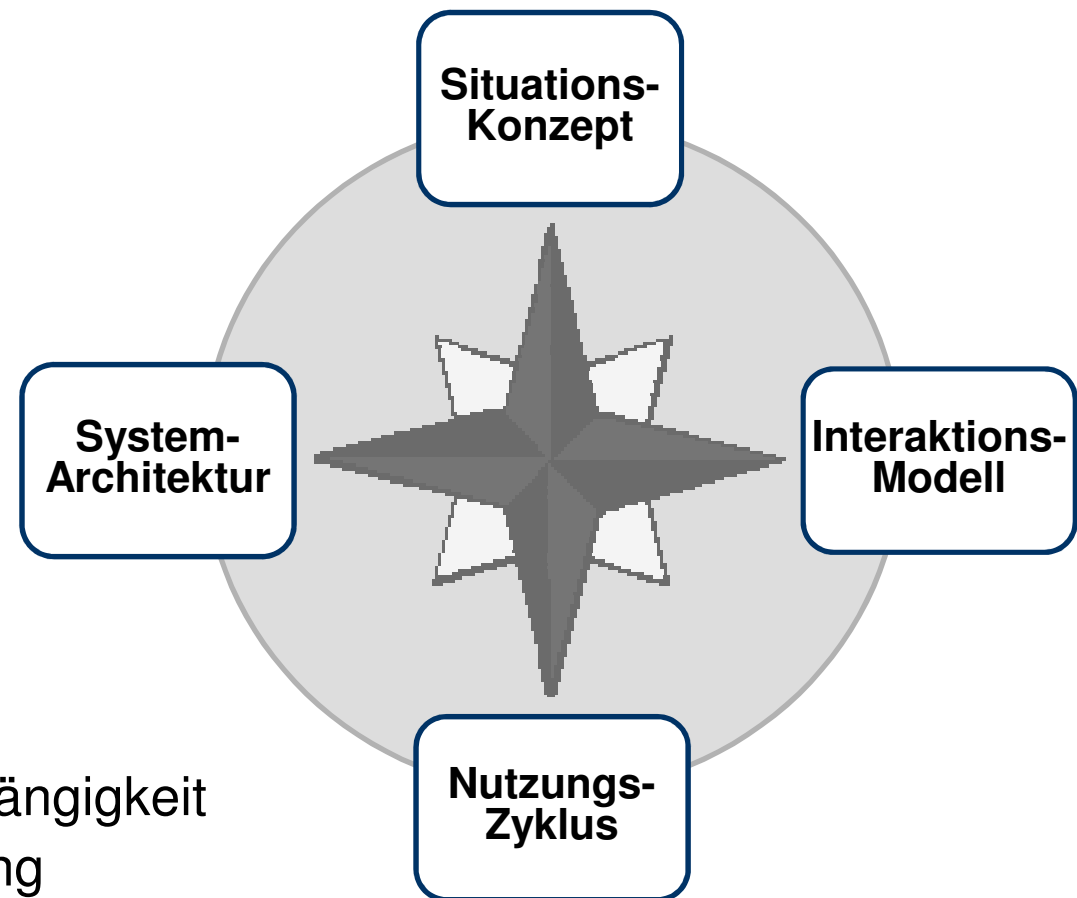 Situations-
Konzept
System-
Architektur
Interaktions-
Modell
Nutzungs-
Zyklus
ängigkeit
ng